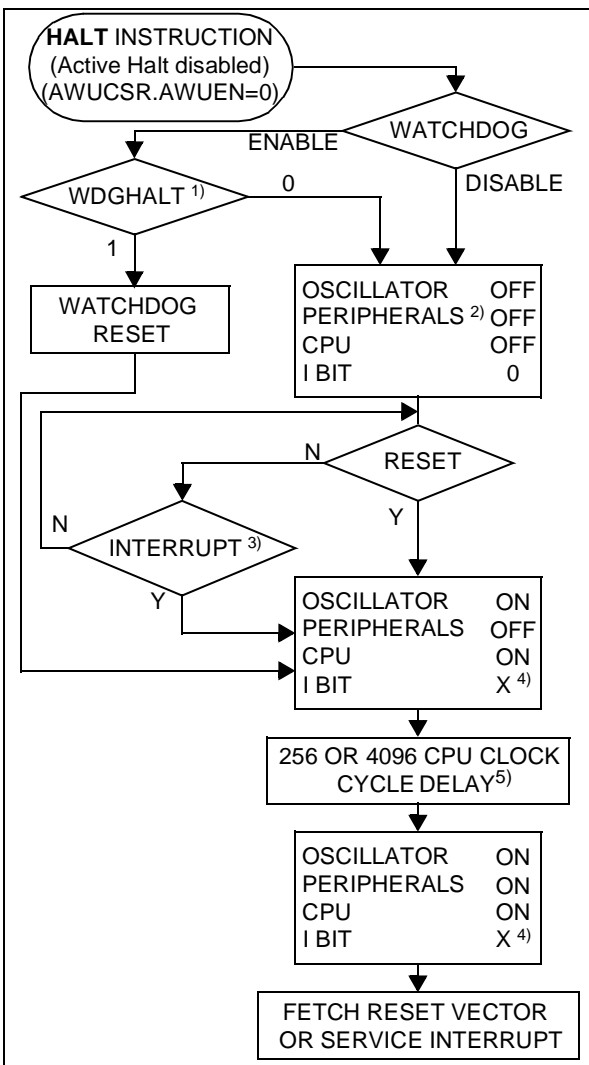 HALT INSTRUCTION
(Active Halt disabled)
(AWUCSR.AWUEN=0)
WATCHDOG
ENABLE
DISABLE
WDGHALT 1)
0
1
WATCHDOG
RESET
OSCILLATOR OFF
PERIPHERALS 2) OFF
CPU OFF
I BIT 0
RESET
N
Y
INTERRUPT 3)
N
Y
OSCILLATOR ON
PERIPHERALS OFF
CPU ON
I BIT X 4)
256 OR 4096 CPU CLOCK
CYCLE DELAY5)
OSCILLATOR ON
PERIPHERALS ON
CPU ON
I BIT X 4)
FETCH RESET VECTOR
OR SERVICE INTERRUPT